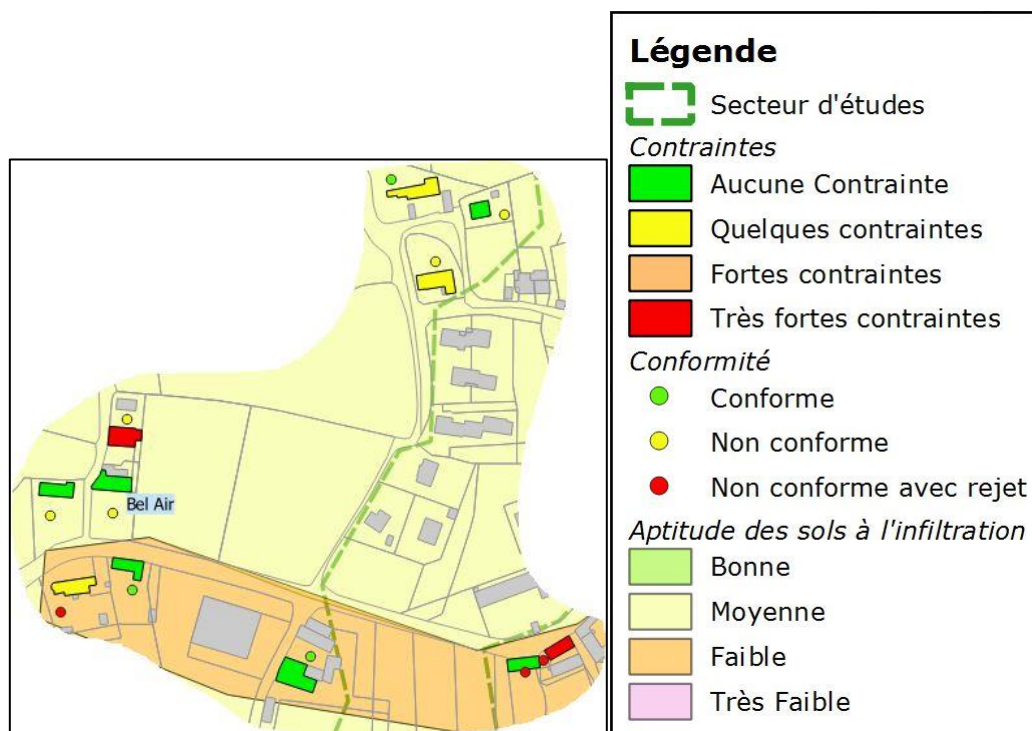 Légende
Secteur d'études
Contraintes
Aucune Contrainte
Quelques contraintes
Fortes contraintes
Très fortes contraintes
Conformité
Conforme
Non conforme
Non conforme avec rejet
Aptitude des sols à l'infiltration
Bonne
Moyenne
Faible
Très Faible
Bel Air